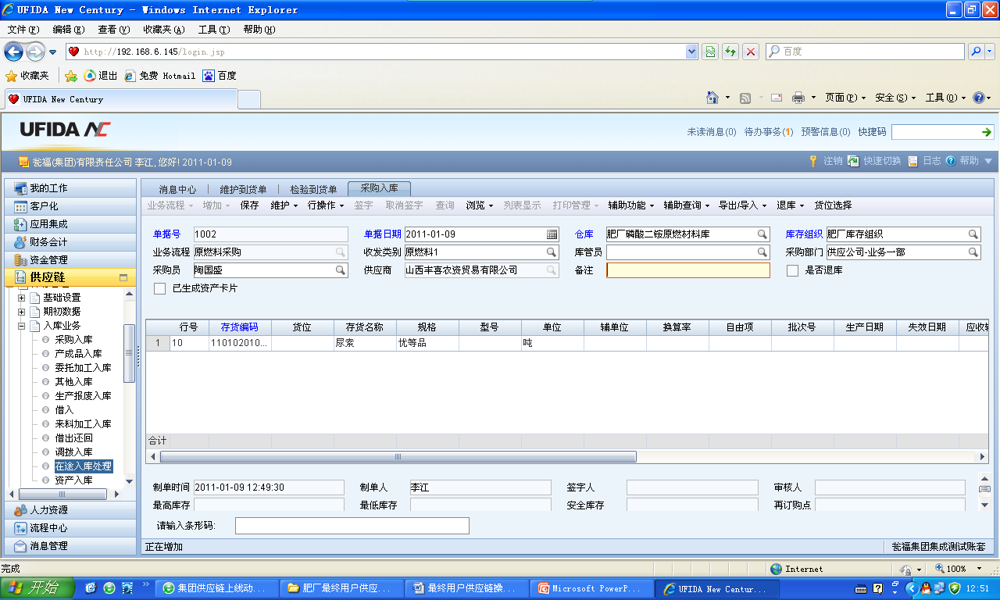 UFIDA New Century - Windows Internet Explorer
文件(F) 编辑(E) 查看(V) 收藏夹(A) 工具(T) 帮助(H)
http://192.168.6.145/login.jsp 百度
收藏夹 退出 免费 Hotmail 百度
UFIDA New Century 页面(P) 安全(S) 工具(O)
UFIDA NC 未读消息(0) 待办事务(1) 预警信息(0) 快捷码
瓮福(集团)有限责任公司 李江, 您好! 2011-01-09 注销 快速切换 日志 帮助
我的工作
客户化
应用集成
财务会计
资金管理
供应链
基础设置
期初数据
入库业务
采购入库
产成品入库
委托加工入库
其他入库
生产报废入库
借入
来料加工入库
借出还回
调拨入库
在途入库处理
资产入库
人力资源
流程中心
消息管理
消息中心 维护到货单 检验到货单 采购入库
业务流程 增加 保存 维护 行操作 签字 取消签字 查询 浏览 列表显示 打印管理 辅助功能 辅助查询 导出/导入 退库 货位选择
单据号 1002 单据日期 2011-01-09 仓库 肥厂磷酸二铵原燃材料库 库存组织 肥厂库存组织
业务流程 原燃料采购 收发类别 原燃料1 库管员 采购部门 供应公司-业务一部
采购员 陶国盛 供应商 山西丰喜农资贸易有限公司 备注 是否退库
已生成资产卡片
行号 存货编码 货位 存货名称 规格 型号 单位 辅单位 换算率 自由项 批次号 生产日期 失效日期 应收
1 10 110102010... 尿素 优等品 吨
合计
制单时间 2011-01-09 12:49:30 制单人 李江 签字人 审核人
最高库存 最低库存 安全库存 再订购点
请输入条形码:
正在增加 瓮福集团集成测试账套
完成 Internet 100%
开始 集团供应链上线动... 肥厂最终用户供应... 最终用户供应链操... Microsoft PowerP... UFIDA New Centur... 12:51